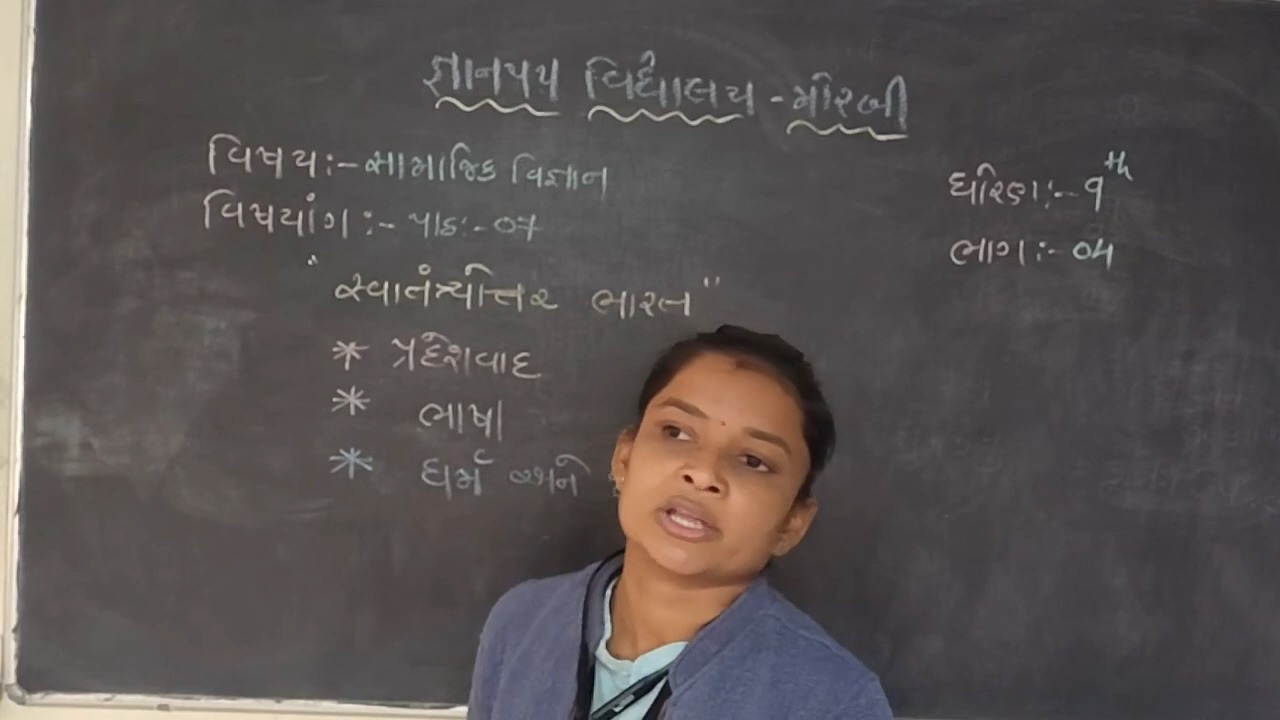 જ્ઞાનપથ વિદ્યાલય - મોરબી
વિષય :- સામાજિક વિજ્ઞાન
ધોરણ :- 9th
વિષયાંગ :- પાઠ :- 07
ભાગ :- 04
"સ્વાતંત્ર્યોત્તર ભારત"
* પ્રદેશવાદ
* ભાષા
* ધર્મ અને